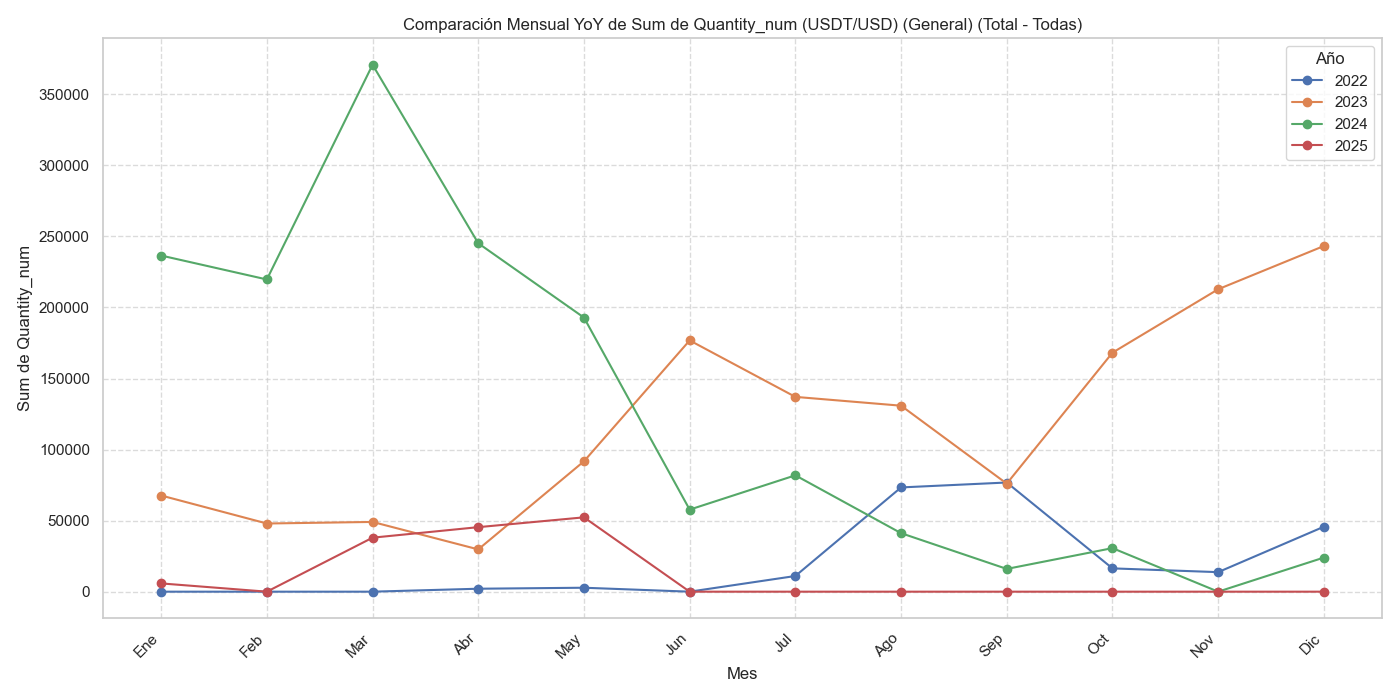 Comparación Mensual YoY de Sum de Quantity_num (USDT/USD) (General) (Total - Todas)
Año
2022
2023
2024
2025
Sum de Quantity_num
350000
300000
250000
200000
150000
100000
50000
0
Ene
Feb
Mar
Abr
May
Jun
Jul
Ago
Sep
Oct
Nov
Dic
Mes